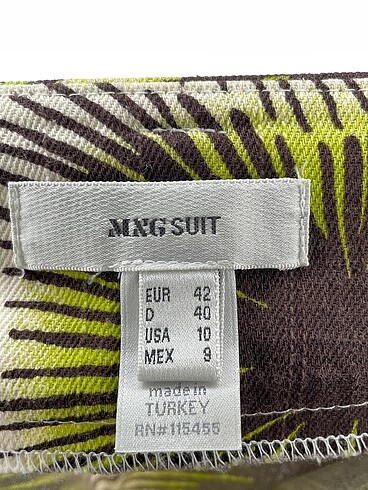 MNG SUIT
EUR 42
D 40
USA 10
MEX 9
made in
TURKEY
RN#115455